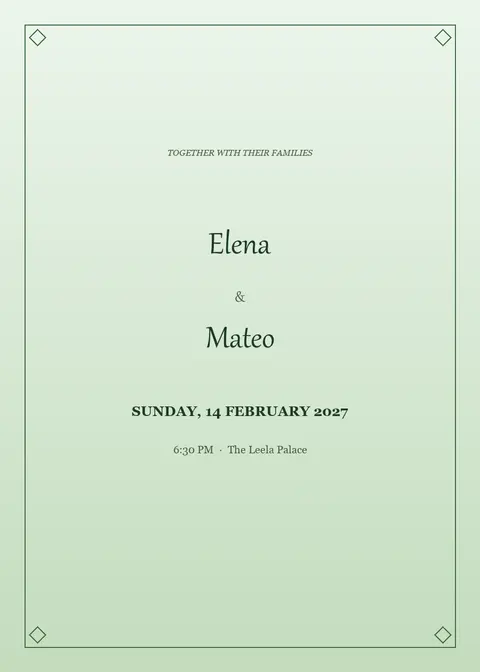 TOGETHER WITH THEIR FAMILIES
Elena
&
Mateo
SUNDAY, 14 FEBRUARY 2027
6:30 PM · The Leela Palace